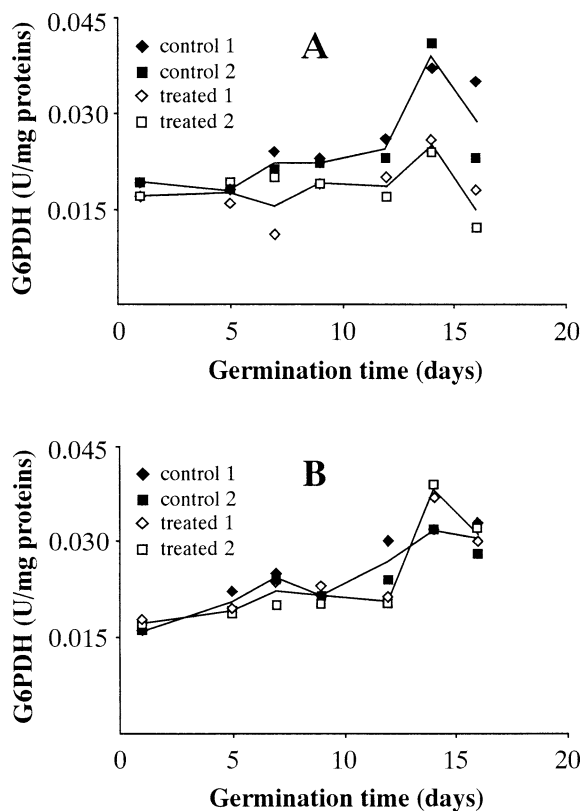 0.045
0.030
0.015
G6PDH (U/mg proteins)
A
control 1
control 2
treated 1
treated 2
0 5 10 15 20
Germination time (days)
0.045
0.030
0.015
G6PDH (U/mg proteins)
B
control 1
control 2
treated 1
treated 2
0 5 10 15 20
Germination time (days)